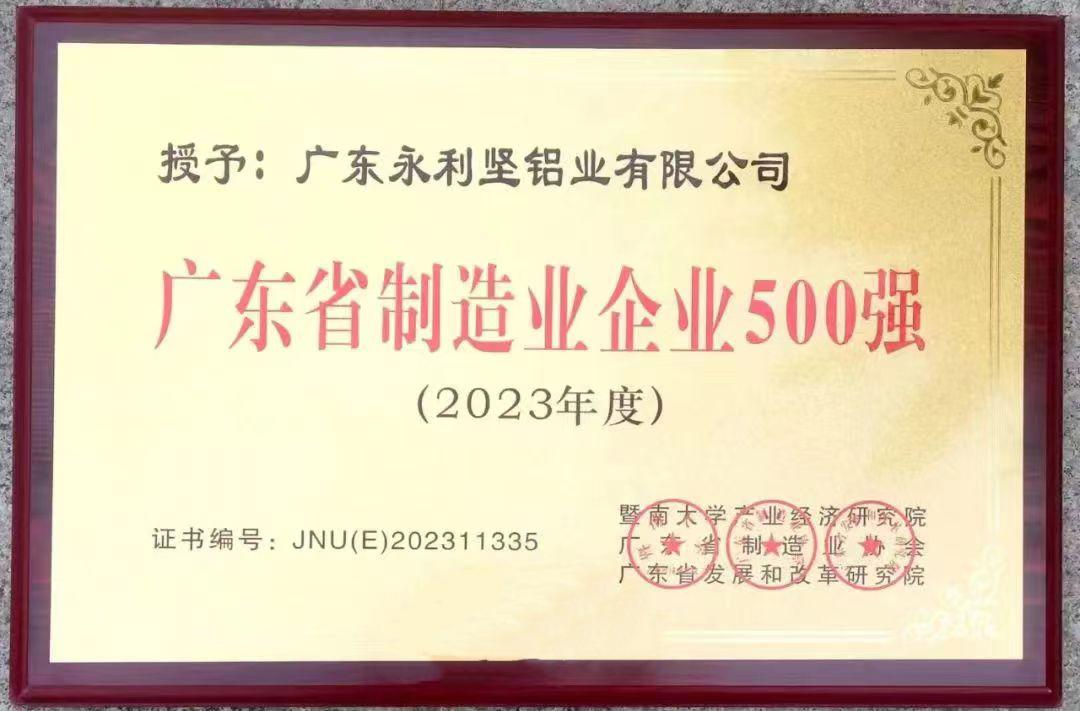 授予：广东永利坚铝业有限公司
广东省制造业企业500强
(2023年度)
证书编号：JNU(E)202311335
暨南大学产业经济研究院
广东省制造业协会
广东省发展和改革研究院